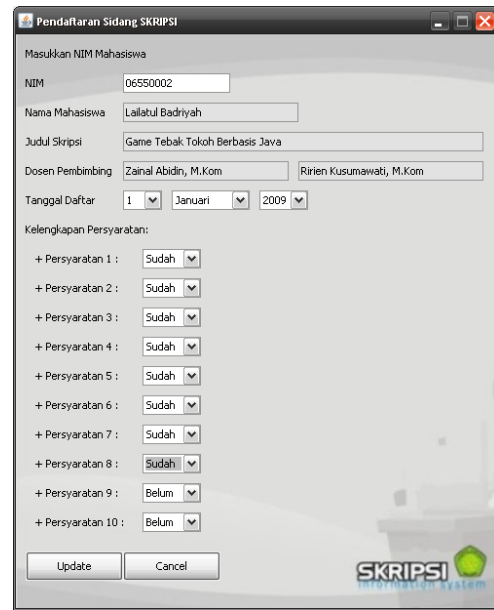 Pendaftaran Sidang SKRIPSI
Masukkan NIM Mahasiswa
NIM 06550002
Nama Mahasiswa Lailatul Badriyah
Judul Skripsi Game Tebak Tokoh Berbasis Java
Dosen Pembimbing Zainal Abidin, M.Kom Ririen Kusumawati, M.Kom
Tanggal Daftar 1 Januari 2009
Kelengkapan Persyaratan:
+ Persyaratan 1 : Sudah
+ Persyaratan 2 : Sudah
+ Persyaratan 3 : Sudah
+ Persyaratan 4 : Sudah
+ Persyaratan 5 : Sudah
+ Persyaratan 6 : Sudah
+ Persyaratan 7 : Sudah
+ Persyaratan 8 : Sudah
+ Persyaratan 9 : Belum
+ Persyaratan 10 : Belum
Update Cancel
SKRIPSI
information system